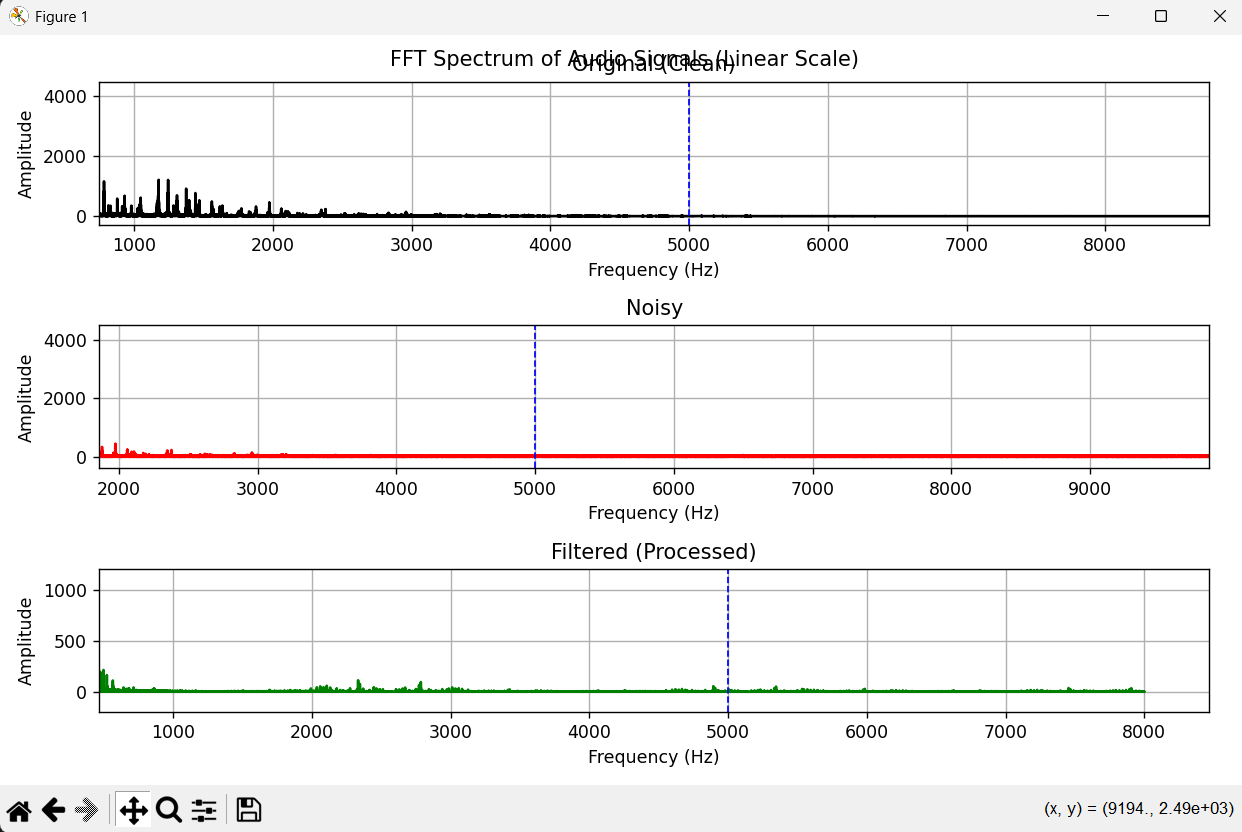 Figure 1
FFT Spectrum of Audio Signals (Linear Scale)
Original (Clean)
Amplitude
4000
2000
0
1000 2000 3000 4000 5000 6000 7000 8000
Frequency (Hz)
Noisy
Amplitude
4000
2000
0
2000 3000 4000 5000 6000 7000 8000 9000
Frequency (Hz)
Filtered (Processed)
Amplitude
1000
500
0
1000 2000 3000 4000 5000 6000 7000 8000
Frequency (Hz)
(x, y) = (9194., 2.49e+03)